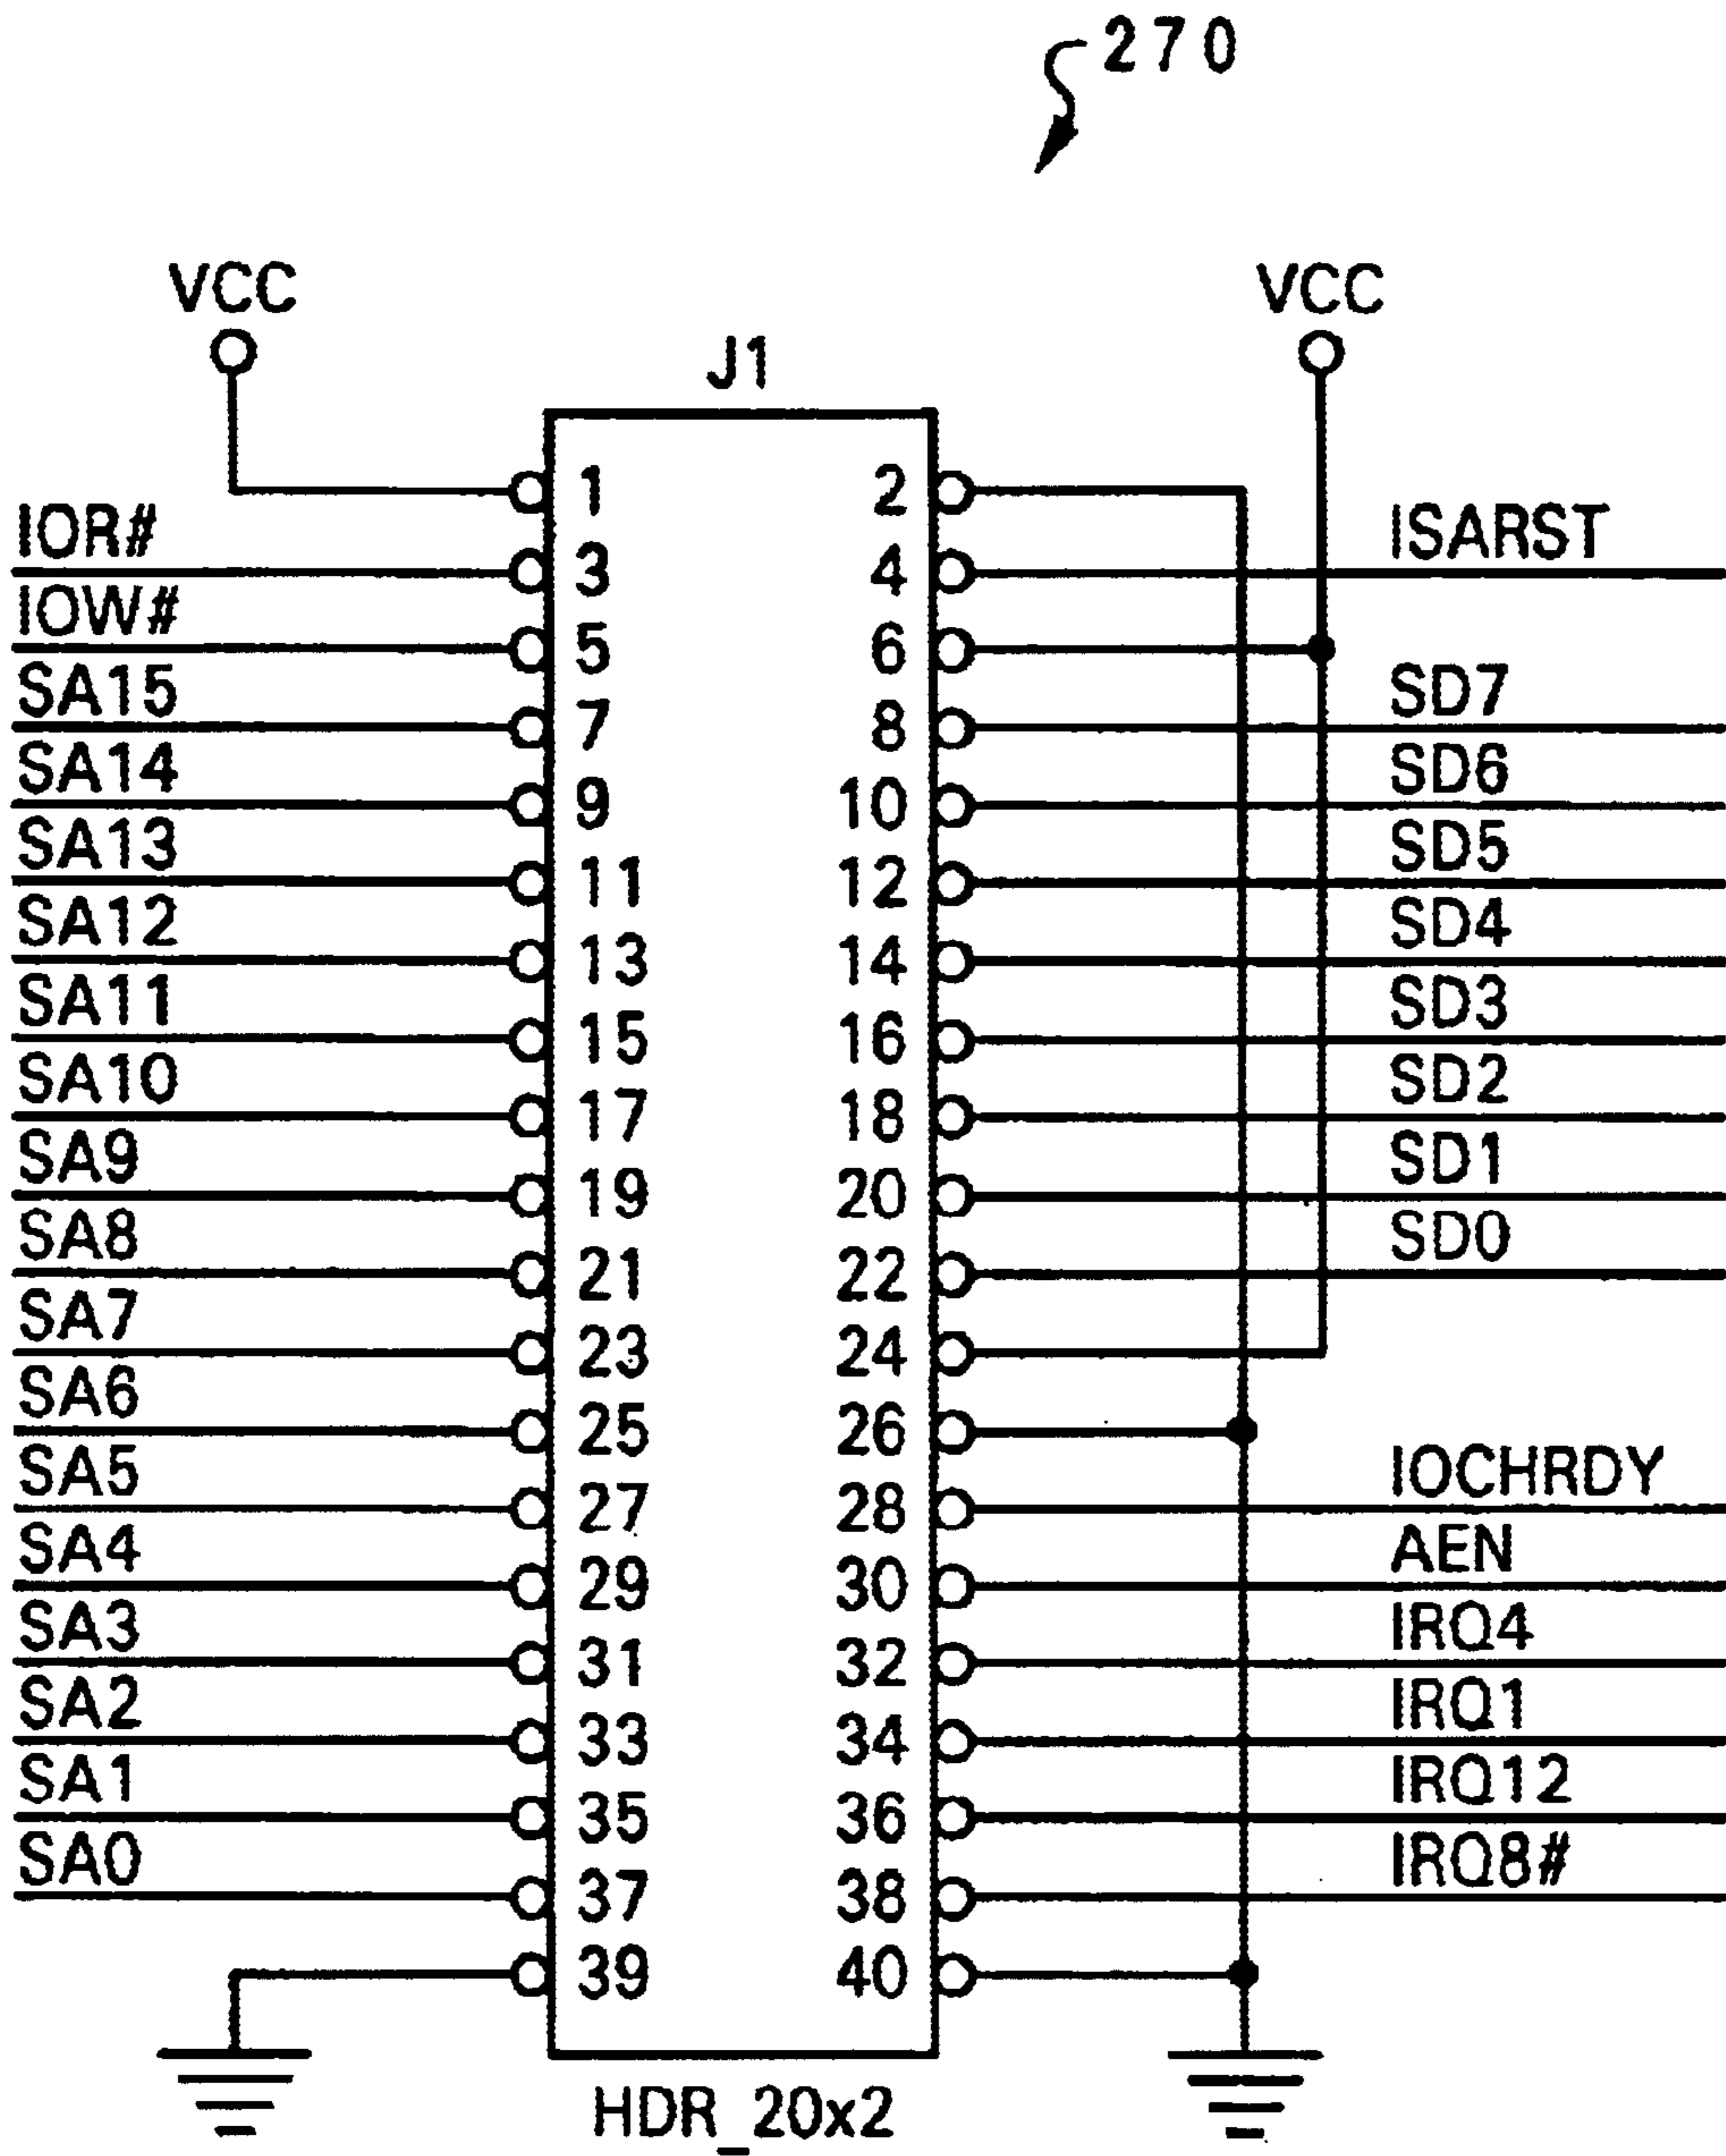 270
VCC VCC
J1
1 2
IOR# 3 4 ISARST
IOW# 5 6
SA15 7 8 SD7
SA14 9 10 SD6
SA13 11 12 SD5
SA12 13 14 SD4
SA11 15 16 SD3
SA10 17 18 SD2
SA9 19 20 SD1
SA8 21 22 SD0
SA7 23 24
SA6 25 26
SA5 27 28 IOCHRDY
SA4 29 30 AEN
SA3 31 32 IRQ4
SA2 33 34 IRQ1
SA1 35 36 IRQ12
SA0 37 38 IRQ8#
39 40
HDR_20x2